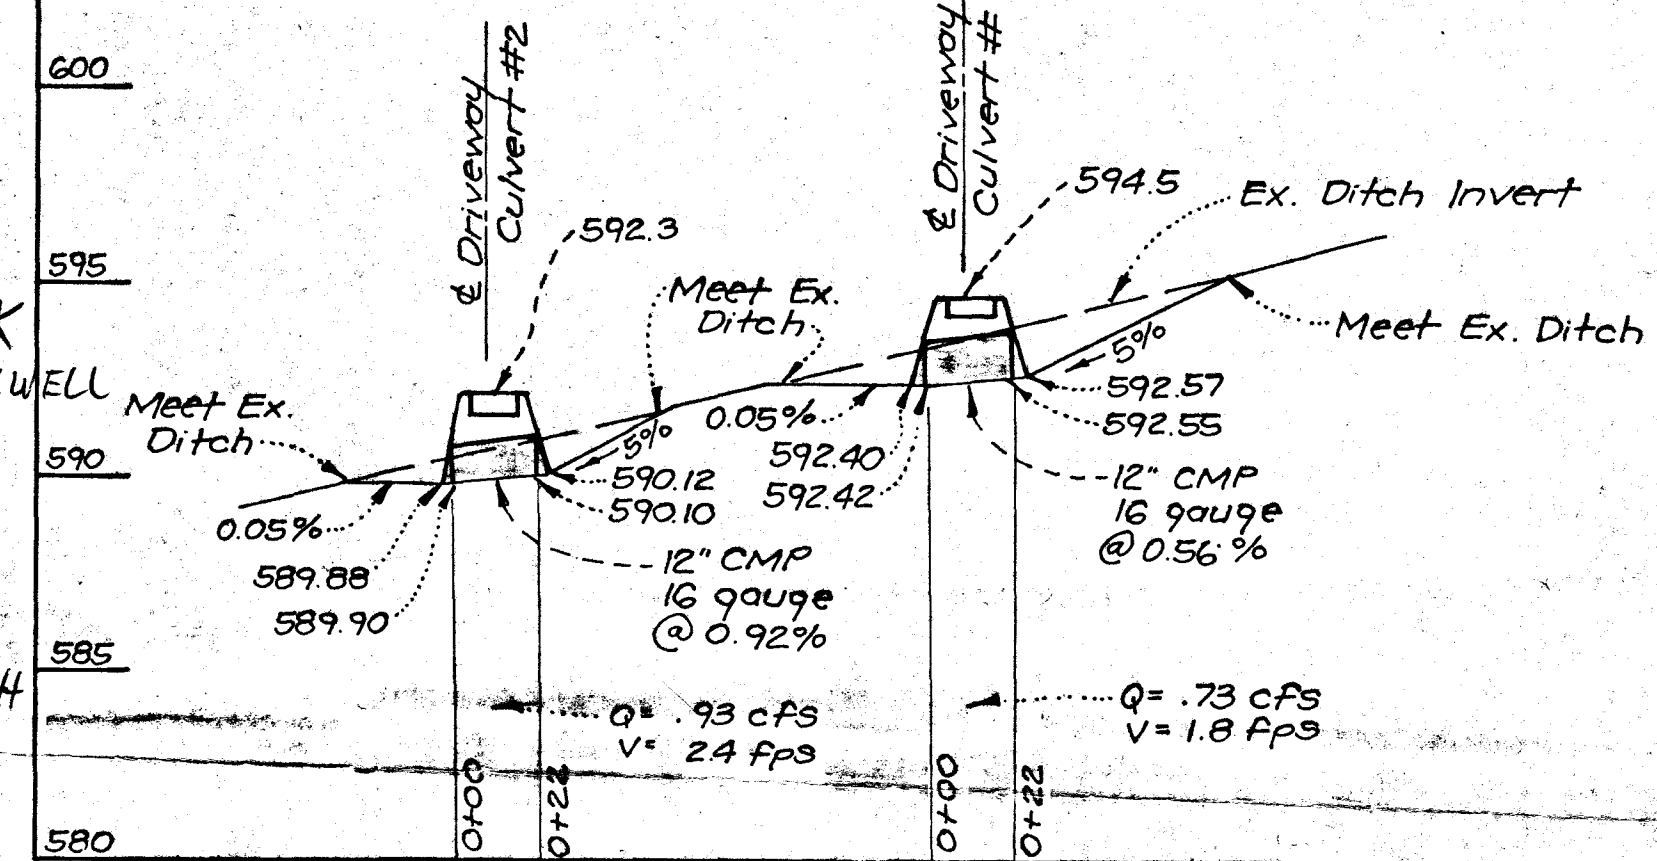 600
595
590
585
580
WELL
℄ Driveway
Culvert #2
592.3
Meet Ex.
Ditch
0.05%
589.88
589.90
5%
590.12
590.10
12" CMP
16 gauge
@ 0.92%
Q= .93 cfs
V= 2.4 fps
0+00
0+22
Meet Ex.
Ditch
℄ Driveway
Culvert #
594.5
Ex. Ditch Invert
Meet Ex. Ditch
0.05%
592.40
592.42
5%
592.57
592.55
12" CMP
16 gauge
@ 0.56%
Q= .73 cfs
V= 1.8 fps
0+00
0+22